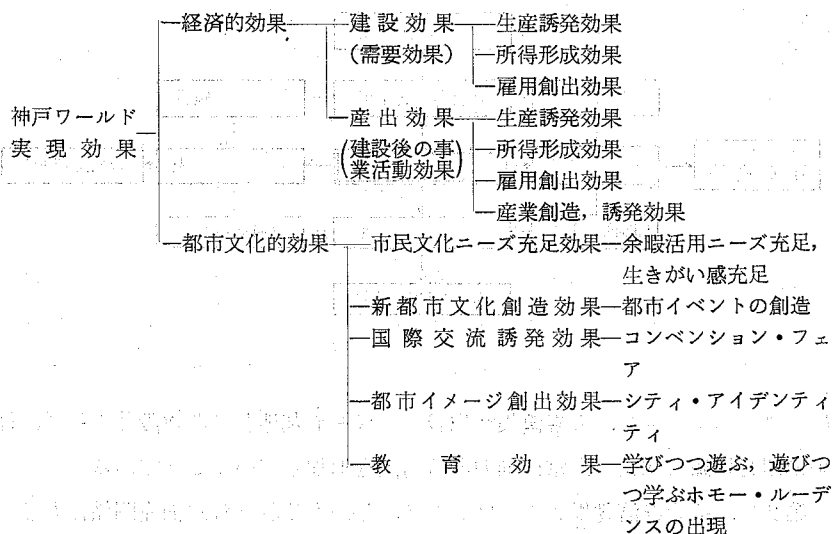 経済的効果 建設効果 生産誘発効果
(需要効果) 所得形成効果
雇用創出効果
神戸ワールド 産出効果 生産誘発効果
実現効果 (建設後の事業活動効果) 所得形成効果
雇用創出効果
産業創造,誘発効果
都市文化的効果 市民文化ニーズ充足効果 余暇活用ニーズ充足,
生きがい感充足
新都市文化創造効果 都市イベントの創造
国際交流誘発効果 コンベンション・フェ
ア
都市イメージ創出効果 シティ・アイデンティ
ティ
教育効果 学びつつ遊ぶ,遊びつ
つ学ぶホモー・ルーデ
ンスの出現